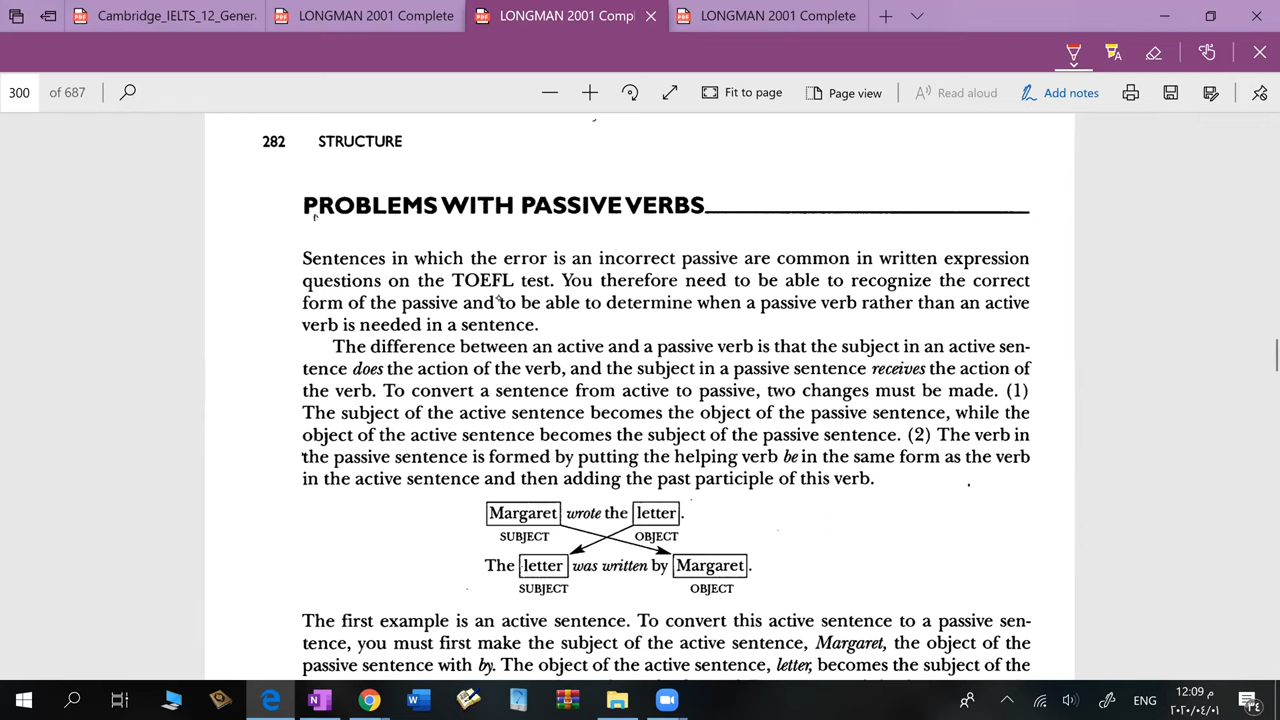 Cambridge_IELTS_12_Genera
LONGMAN 2001 Complete
LONGMAN 2001 Compl
LONGMAN 2001 Complete
300 of 687
Fit to page
Page view
Read aloud
Add notes
282 STRUCTURE
PROBLEMS WITH PASSIVE VERBS
Sentences in which the error is an incorrect passive are common in written expression
questions on the TOEFL test. You therefore need to be able to recognize the correct
form of the passive and to be able to determine when a passive verb rather than an active
verb is needed in a sentence.
The difference between an active and a passive verb is that the subject in an active sen-
tence does the action of the verb, and the subject in a passive sentence receives the action of
the verb. To convert a sentence from active to passive, two changes must be made. (1)
The subject of the active sentence becomes the object of the passive sentence, while the
object of the active sentence becomes the subject of the passive sentence. (2) The verb in
the passive sentence is formed by putting the helping verb be in the same form as the verb
in the active sentence and then adding the past participle of this verb.
Margaret wrote the letter.
SUBJECT OBJECT
The letter was written by Margaret.
SUBJECT OBJECT
The first example is an active sentence. To convert this active sentence to a passive sen-
tence, you must first make the subject of the active sentence, Margaret, the object of the
passive sentence with by. The object of the active sentence, letter, becomes the subject of the
ENG
12:09 م
٢٠٢٠/٠٤/٠١
٣٤